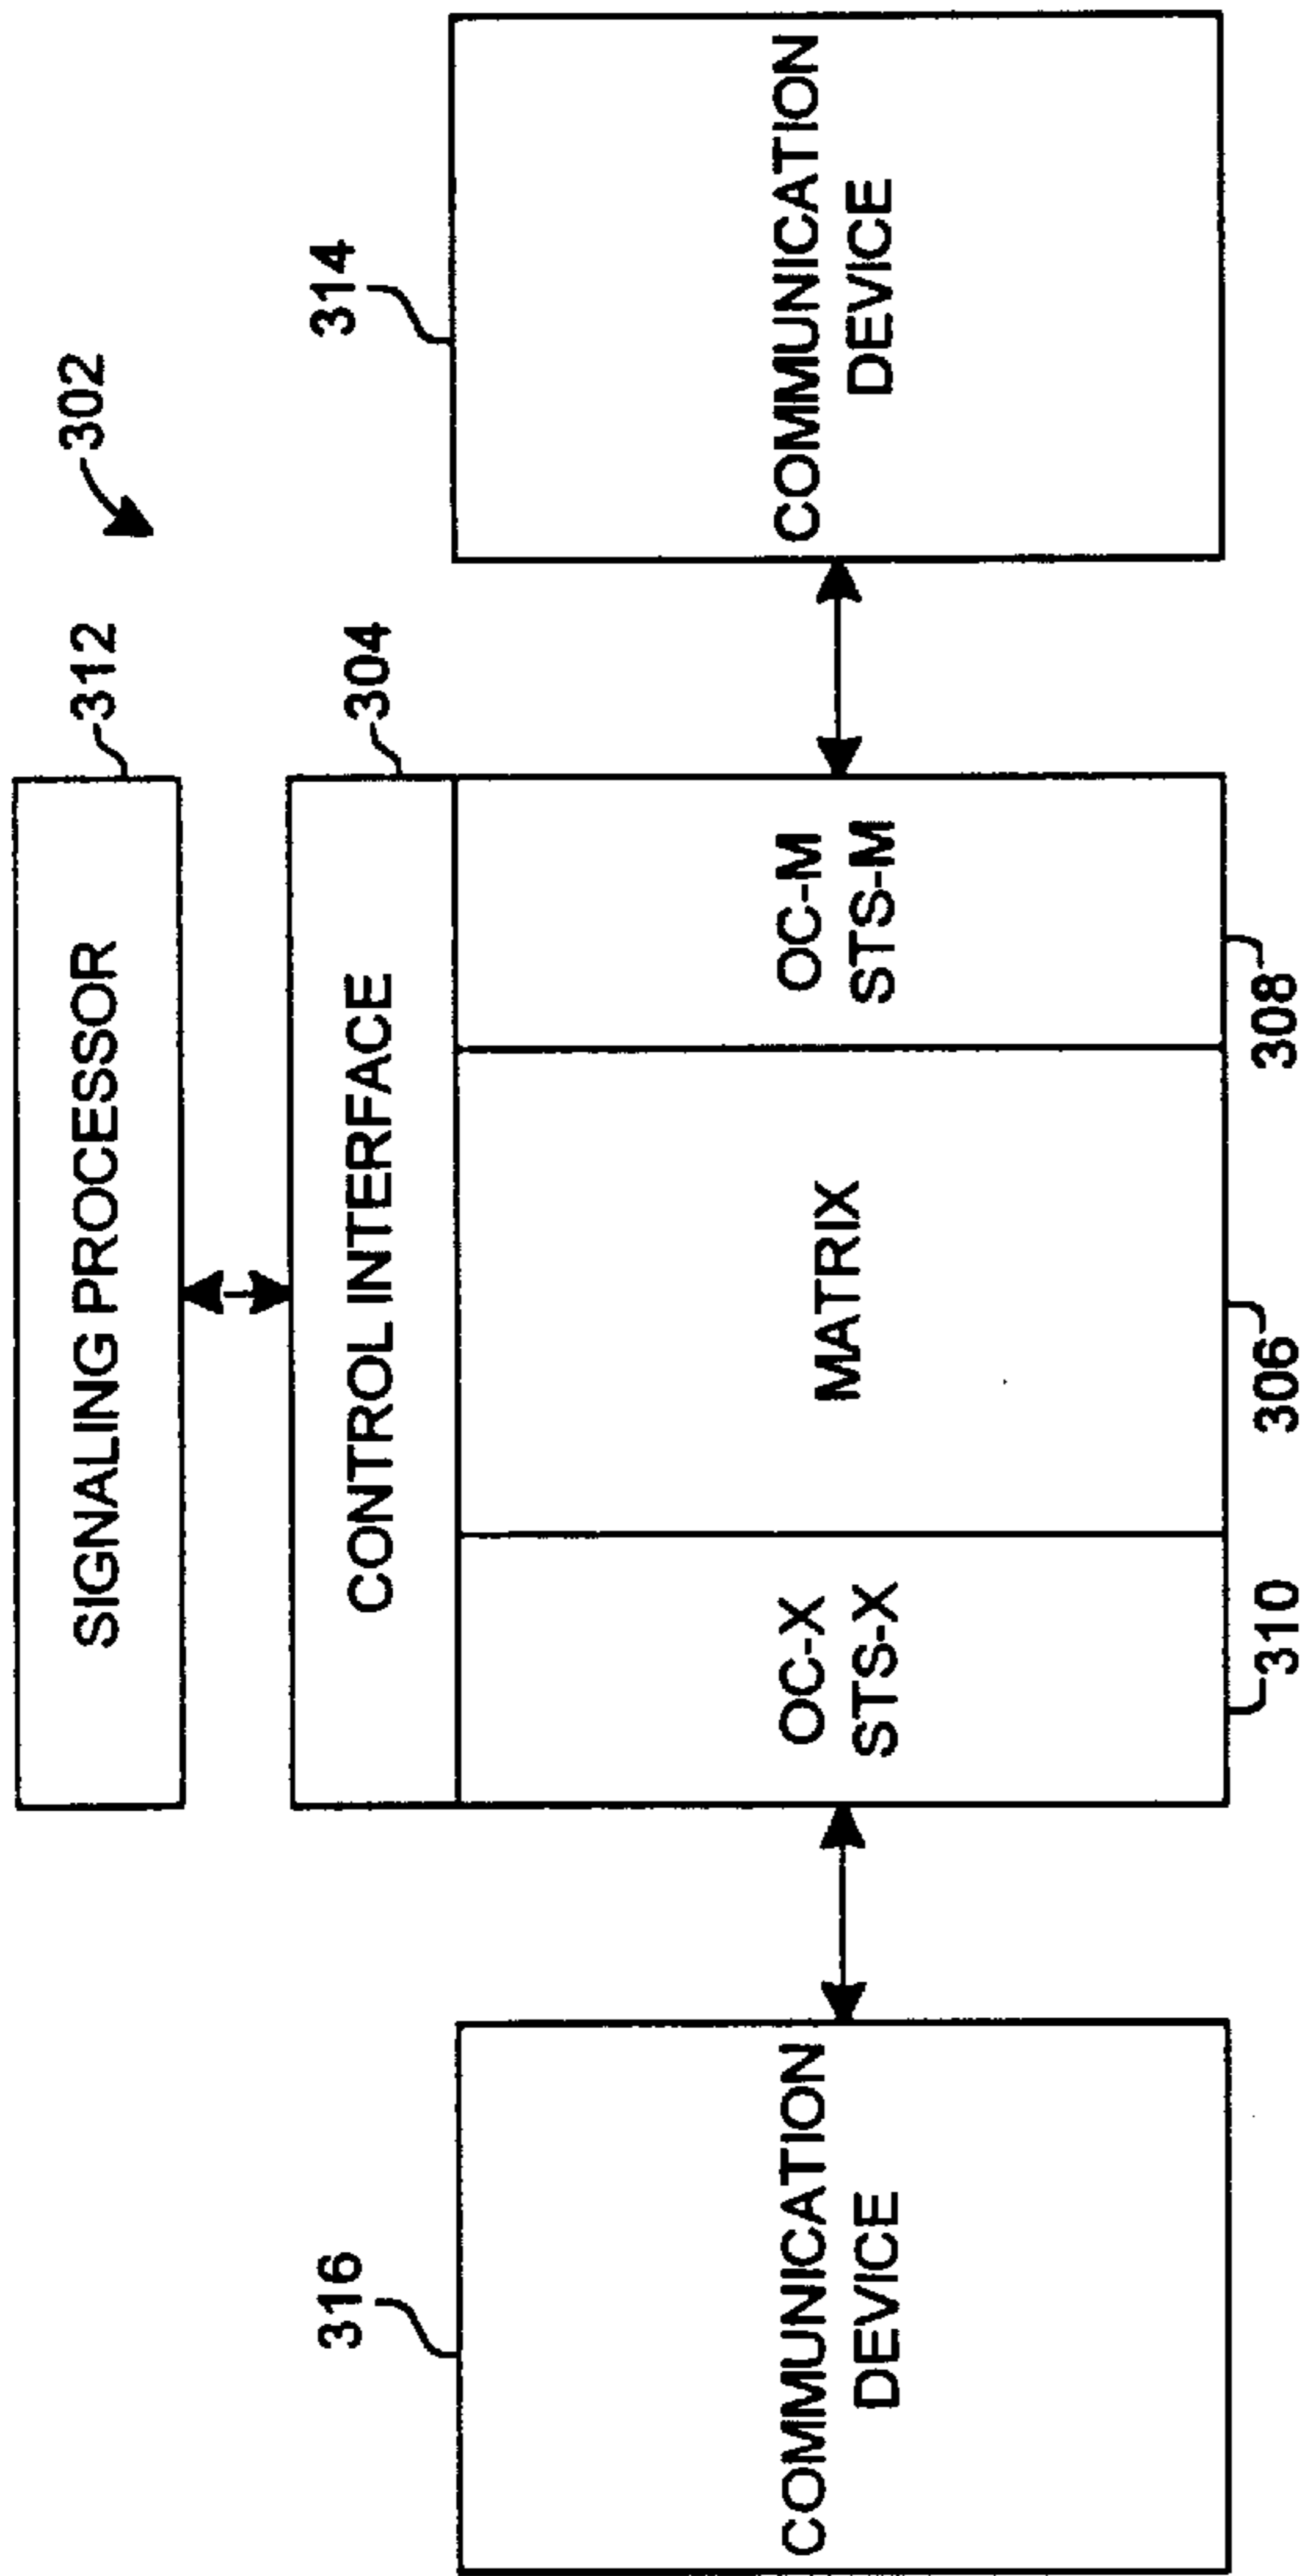 302
SIGNALING PROCESSOR
312
CONTROL INTERFACE
304
316
314
COMMUNICATION
DEVICE
OC-X
STS-X
MATRIX
OC-M
STS-M
COMMUNICATION
DEVICE
310
306
308